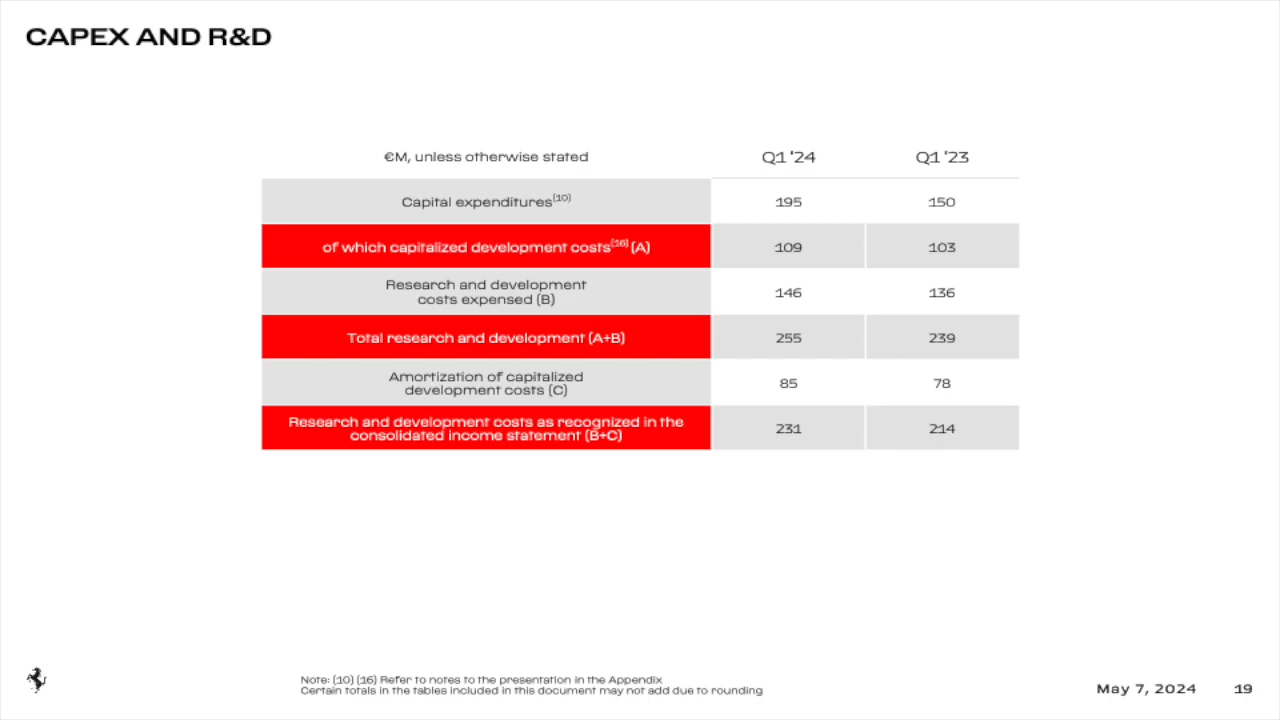 CAPEX AND R&D
€M, unless otherwise stated Q1 '24 Q1 '23
Capital expenditures(10) 195 150
of which capitalized development costs(16) (A) 109 103
Research and development
costs expensed (B) 146 136
Total research and development (A+B) 255 239
Amortization of capitalized
development costs (C) 85 78
Research and development costs as recognized in the
consolidated income statement (B+C) 231 214
Note: (10) (16) Refer to notes to the presentation in the Appendix
Certain totals in the tables included in this document may not add due to rounding
May 7, 2024 19